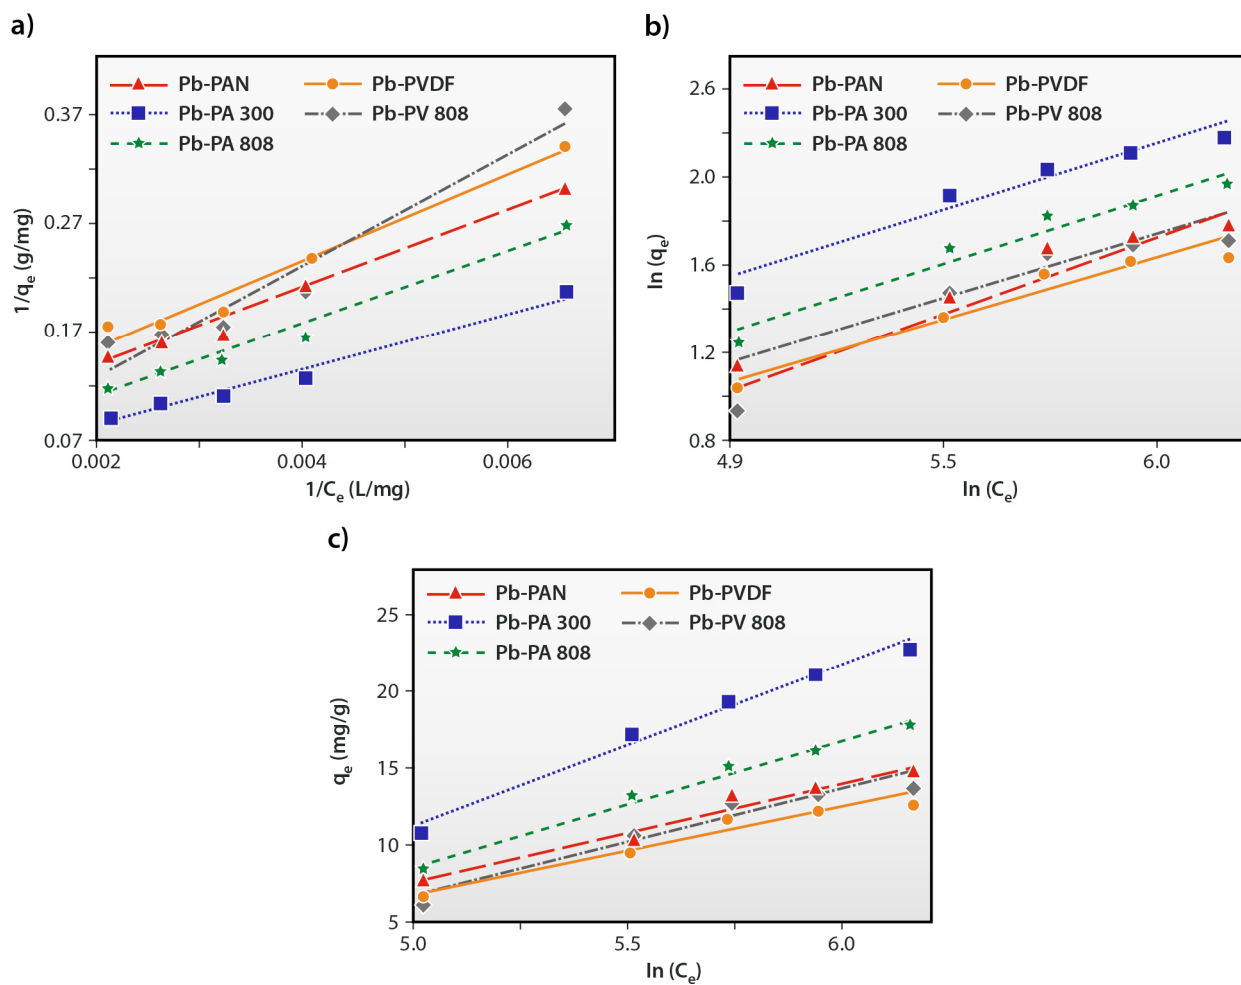 a)
Pb-PAN
Pb-PVDF
Pb-PA 300
Pb-PV 808
Pb-PA 808
0.37
0.27
0.17
0.07
0.002
0.004
0.006
1/qe (g/mg)
1/Ce (L/mg)
b)
Pb-PAN
Pb-PVDF
Pb-PA 300
Pb-PV 808
Pb-PA 808
2.6
2.0
1.6
1.2
0.8
4.9
5.5
6.0
ln (qe)
ln (Ce)
c)
Pb-PAN
Pb-PVDF
Pb-PA 300
Pb-PV 808
Pb-PA 808
25
20
15
10
5
5.0
5.5
6.0
qe (mg/g)
ln (Ce)